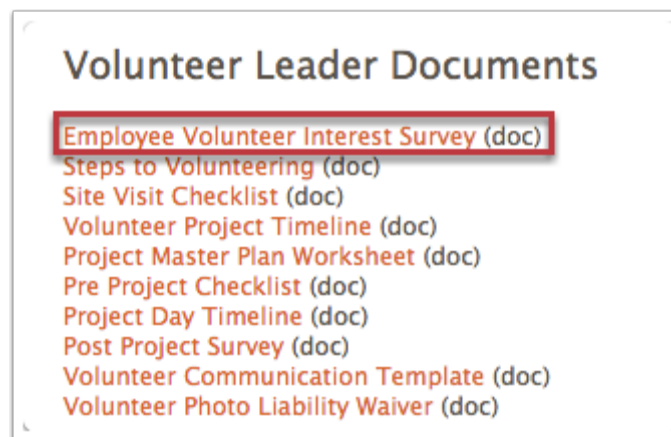 Volunteer Leader Documents
Employee Volunteer Interest Survey (doc)
Steps to Volunteering (doc)
Site Visit Checklist (doc)
Volunteer Project Timeline (doc)
Project Master Plan Worksheet (doc)
Pre Project Checklist (doc)
Project Day Timeline (doc)
Post Project Survey (doc)
Volunteer Communication Template (doc)
Volunteer Photo Liability Waiver (doc)